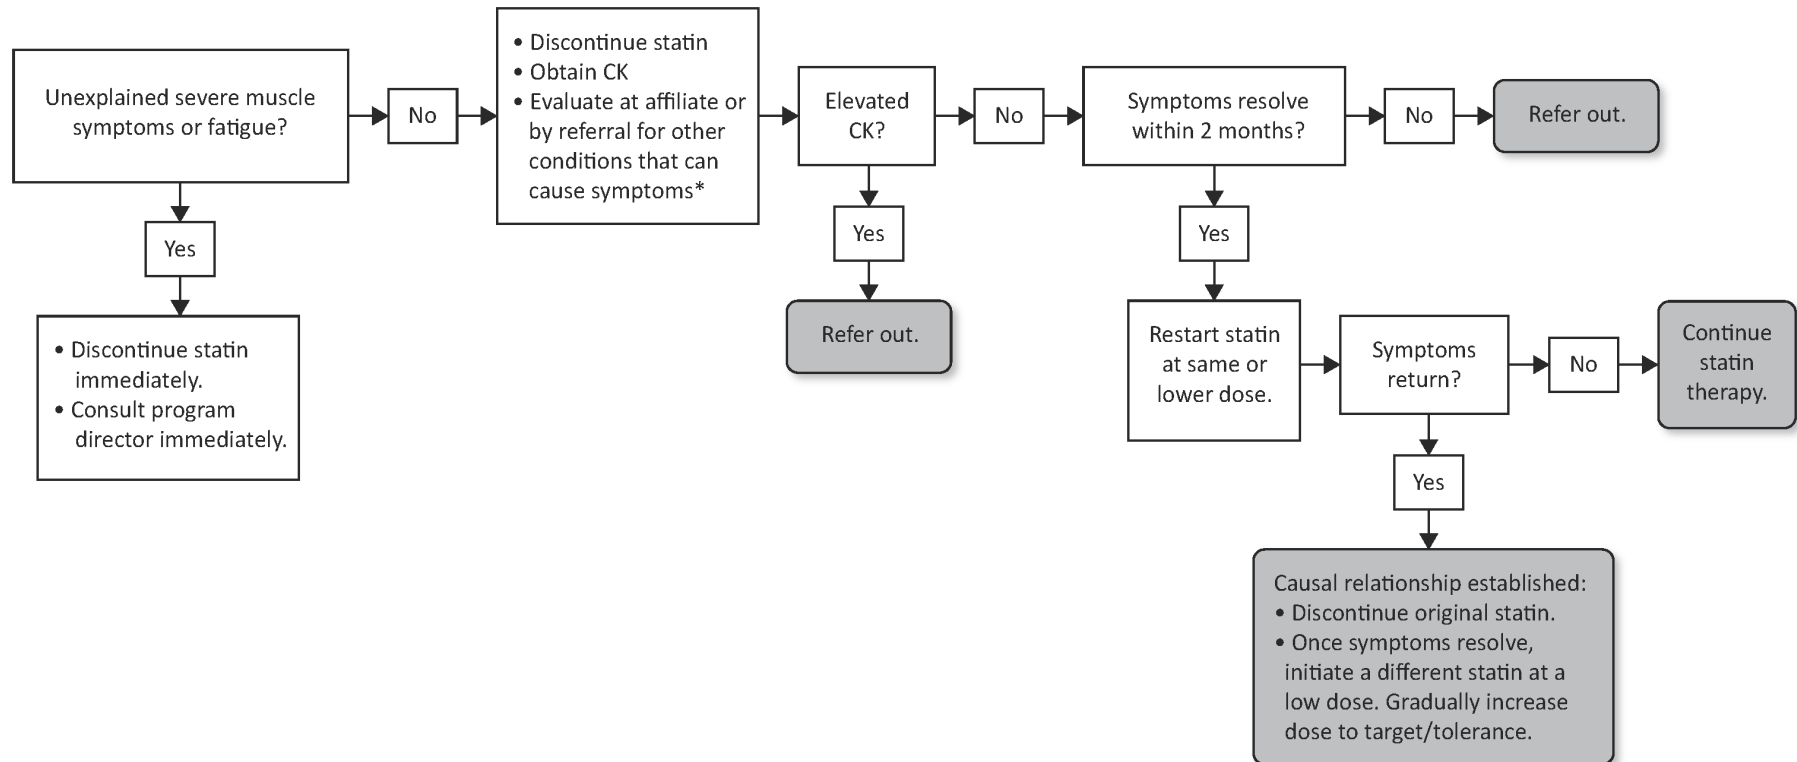 Unexplained severe muscle
symptoms or fatigue?
No
• Discontinue statin
• Obtain CK
• Evaluate at affiliate or
by referral for other
conditions that can
cause symptoms*
Elevated
CK?
No
Symptoms resolve
within 2 months?
No
Refer out.
Yes
• Discontinue statin
immediately.
• Consult program
director immediately.
Yes
Refer out.
Yes
Restart statin
at same or
lower dose.
Symptoms
return?
No
Continue
statin
therapy.
Yes
Causal relationship established:
• Discontinue original statin.
• Once symptoms resolve,
initiate a different statin at a
low dose. Gradually increase
dose to target/tolerance.